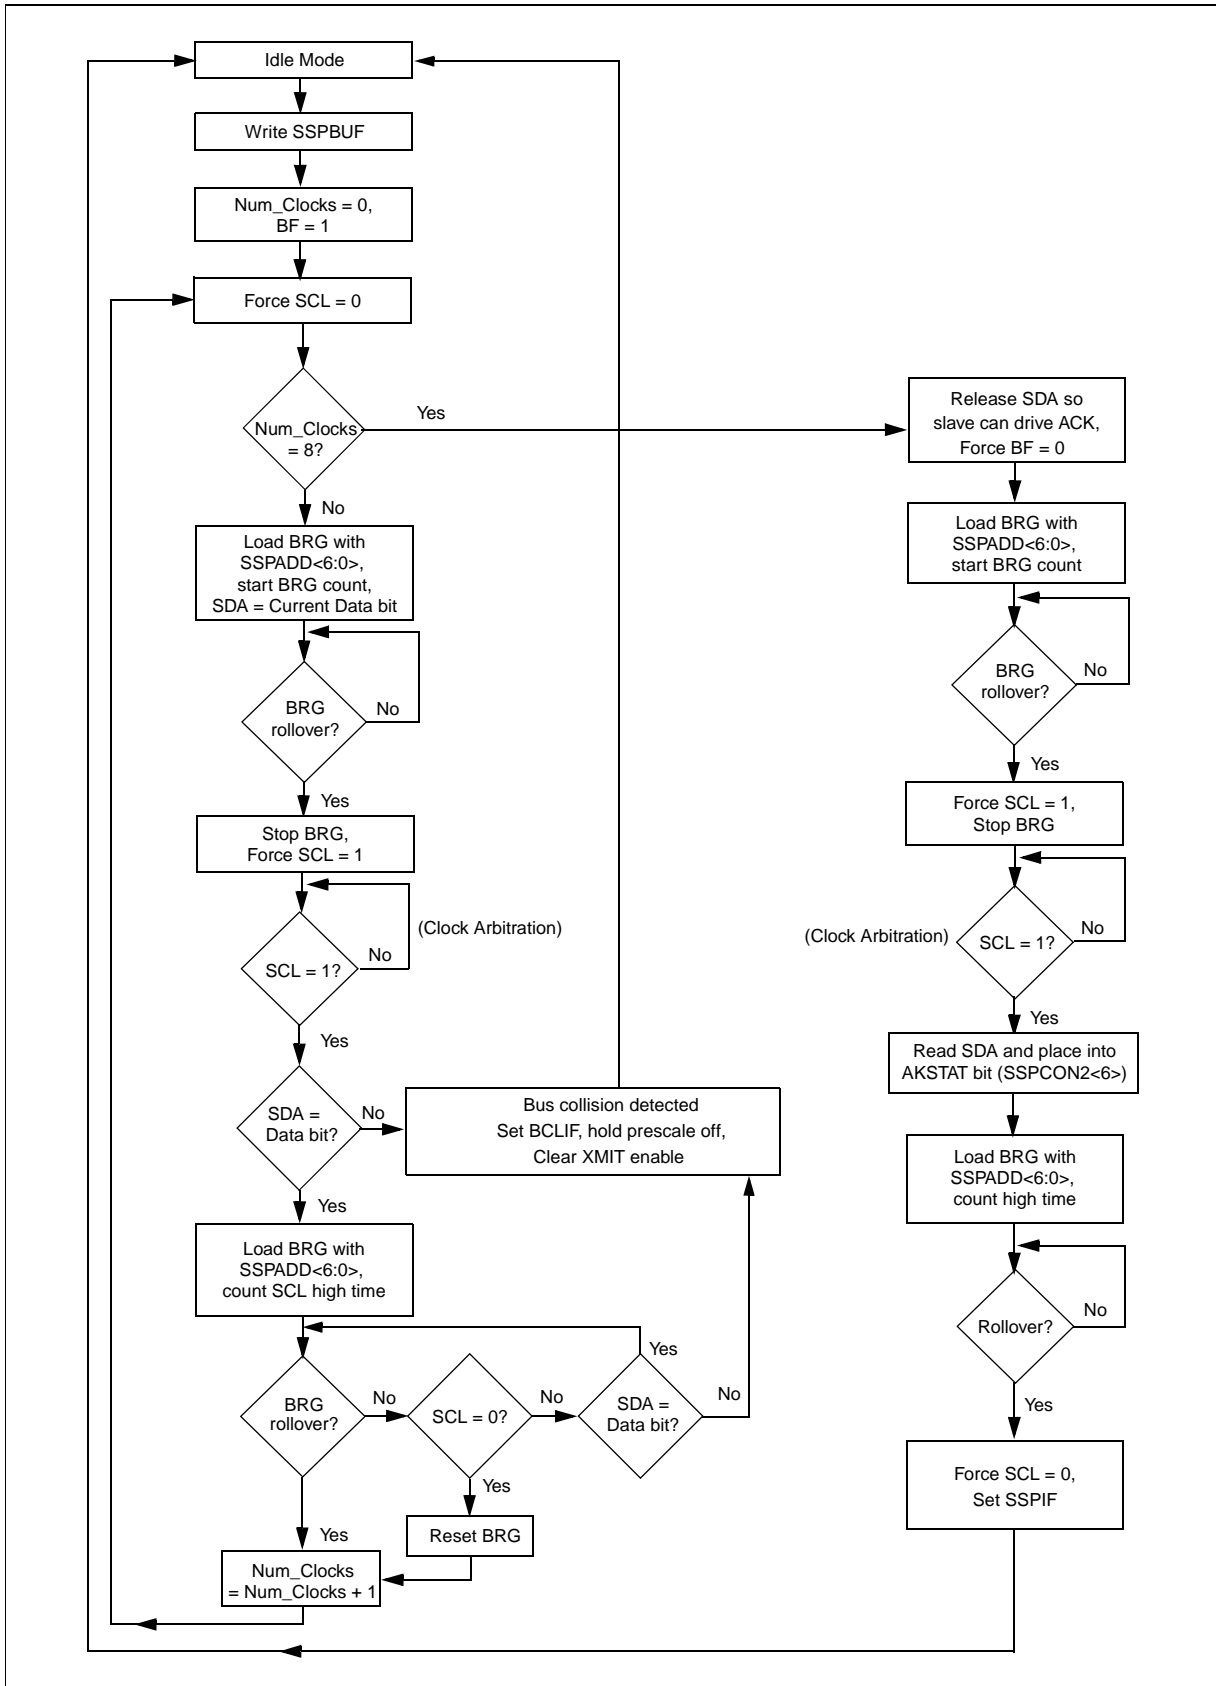 Idle Mode
Write SSPBUF
Num_Clocks = 0,
BF = 1
Force SCL = 0
Num_Clocks
= 8?
Yes
No
Load BRG with
SSPADD<6:0>,
start BRG count,
SDA = Current Data bit
BRG
rollover?
No
Yes
Stop BRG,
Force SCL = 1
(Clock Arbitration)
SCL = 1?
No
Yes
SDA =
Data bit?
No
Bus collision detected
Set BCLIF, hold prescale off,
Clear XMIT enable
Yes
Load BRG with
SSPADD<6:0>,
count SCL high time
BRG
rollover?
No
SCL = 0?
No
SDA =
Data bit?
Yes
No
Yes
Reset BRG
Yes
Num_Clocks
= Num_Clocks + 1
Release SDA so
slave can drive ACK,
Force BF = 0
Load BRG with
SSPADD<6:0>,
start BRG count
BRG
rollover?
No
Yes
Force SCL = 1,
Stop BRG
(Clock Arbitration)
SCL = 1?
No
Yes
Read SDA and place into
AKSTAT bit (SSPCON2<6>)
Load BRG with
SSPADD<6:0>,
count high time
Rollover?
No
Yes
Force SCL = 0,
Set SSPIF